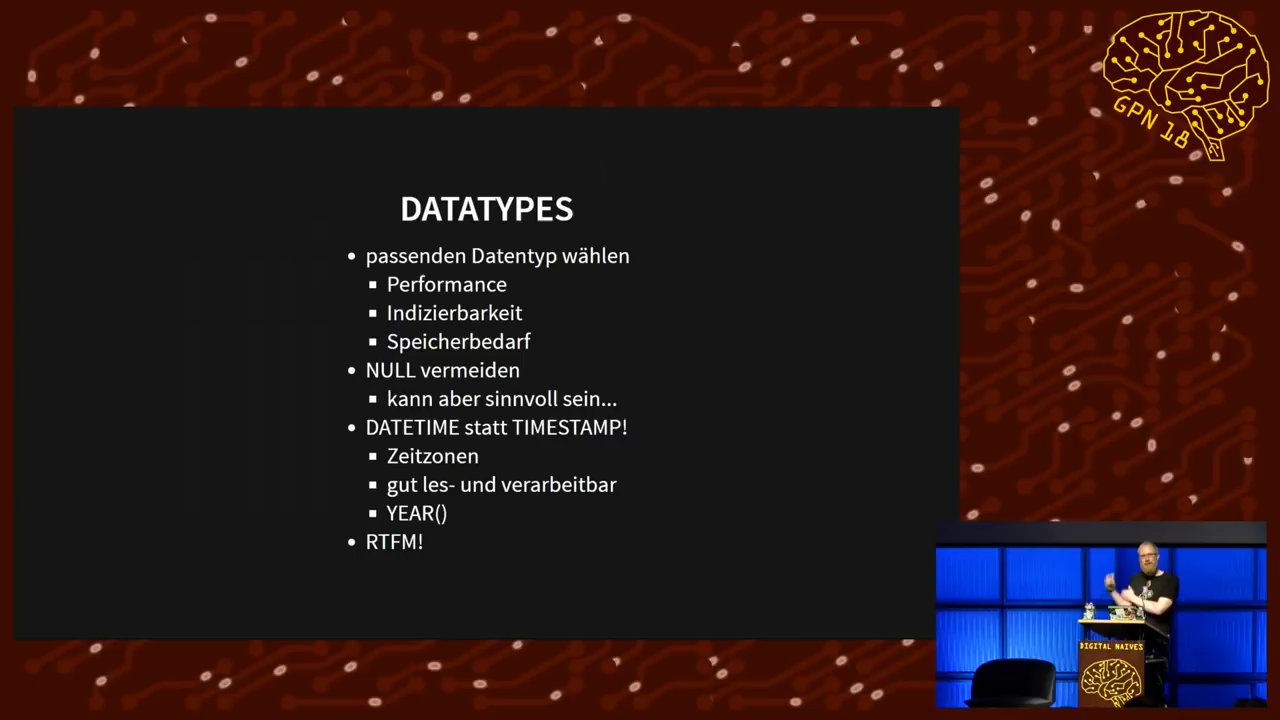 GPN 18
DATATYPES
• passenden Datentyp wählen
▪ Performance
▪ Indizierbarkeit
▪ Speicherbedarf
• NULL vermeiden
▪ kann aber sinnvoll sein...
• DATETIME statt TIMESTAMP!
▪ Zeitzonen
▪ gut les- und verarbeitbar
▪ YEAR()
• RTFM!
DIGITAL NAIVES